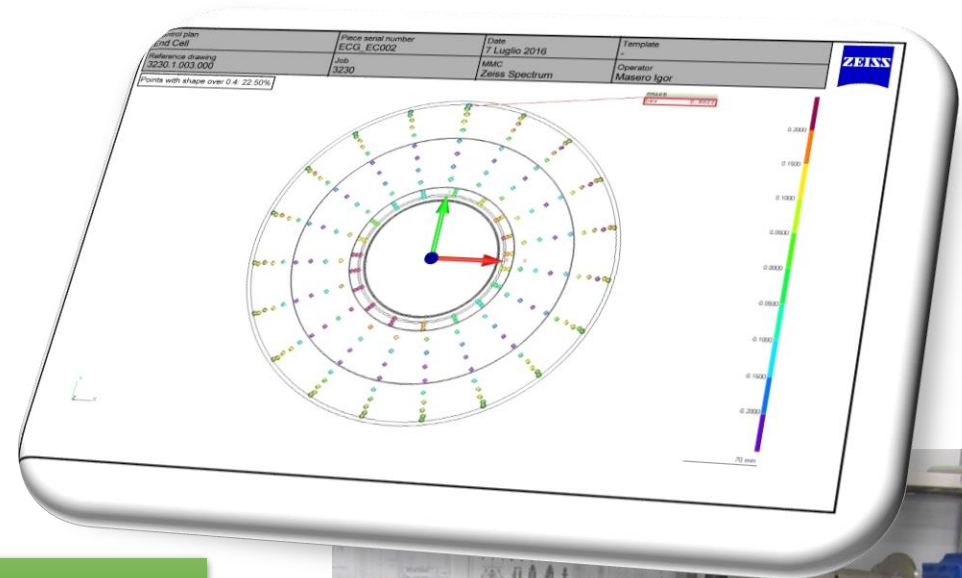 End Cell
Piece serial number
ECG_EC002
Date
7 Luglio 2016
Template
-
Reference drawing
3230.1.003.000
Job
3230
MMC
Zeiss Spectrum
Operator
Masero Igor
ZEISS
Points with shape over 0.4: 22.50%
0.2000
0.1500
0.1000
0.0500
0.0000
-0.0500
-0.1000
-0.1500
-0.2000
70 mm